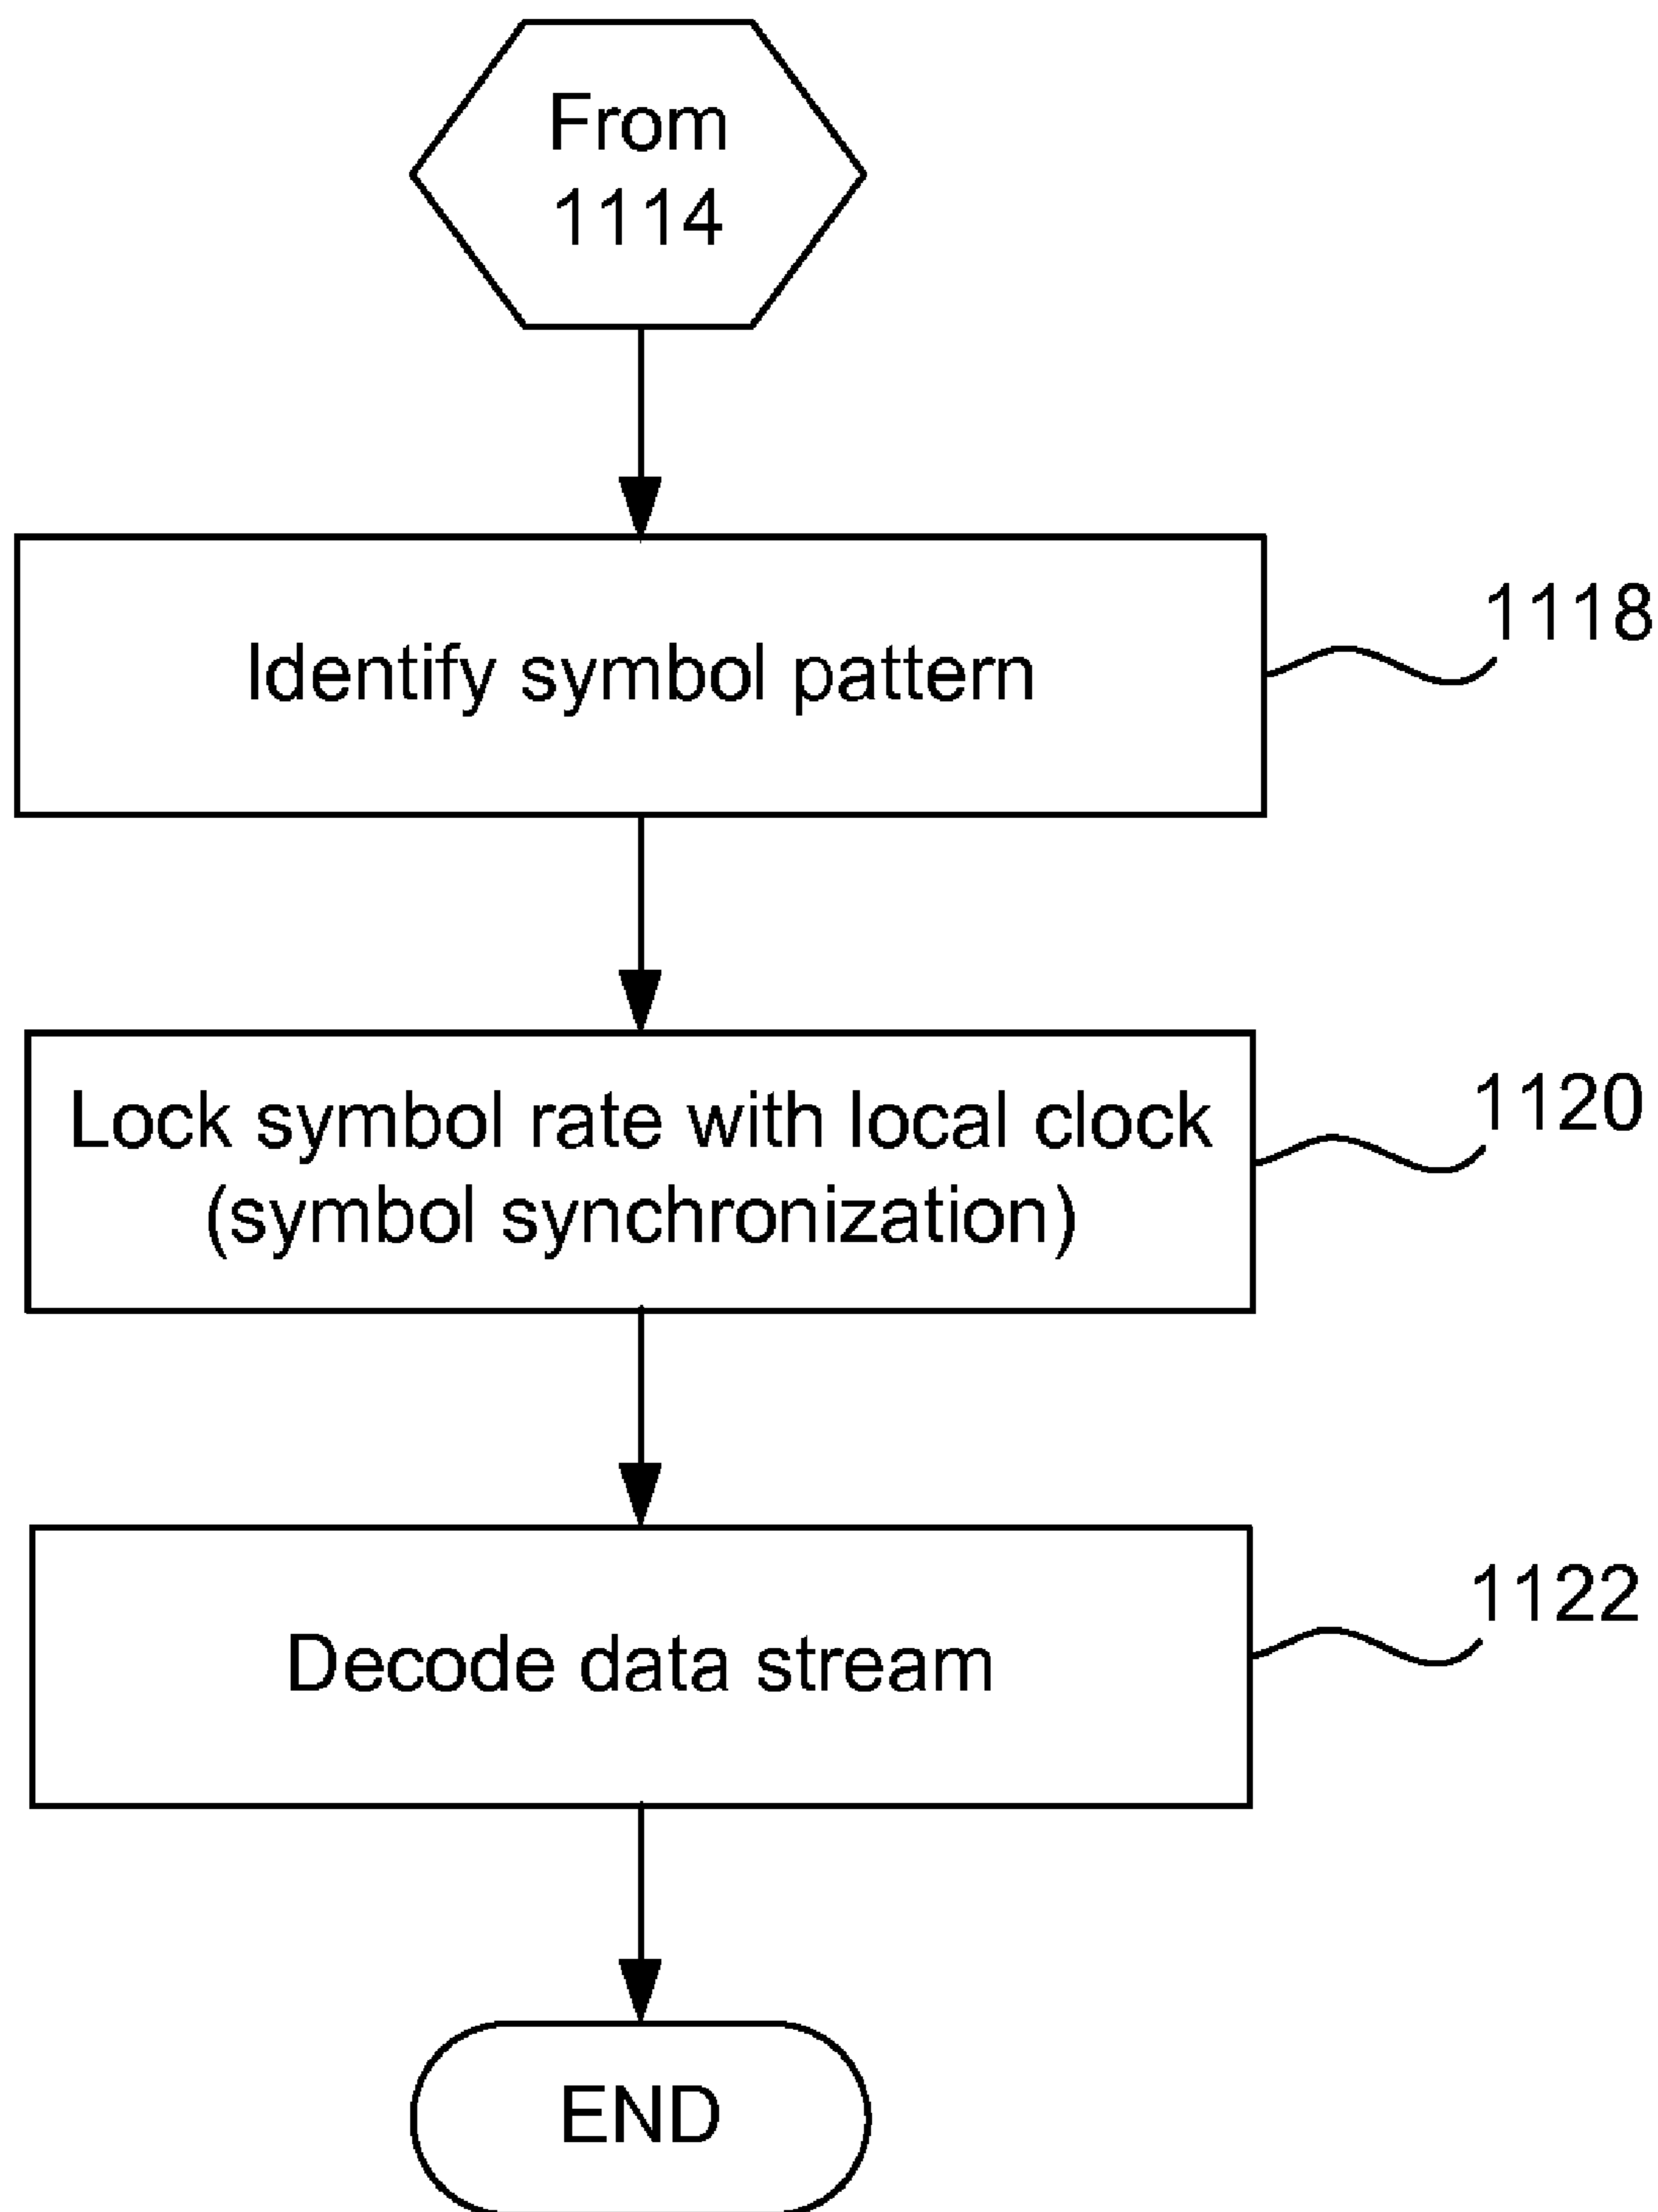 From
1114
Identify symbol pattern
1118
Lock symbol rate with local clock
(symbol synchronization)
1120
Decode data stream
1122
END